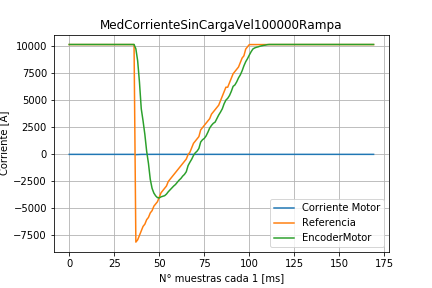 MedCorrienteSinCargaVel100000Rampa
Corriente [A]
10000
7500
5000
2500
0
−2500
−5000
−7500
0 25 50 75 100 125 150 175
N° muestras cada 1 [ms]
Corriente Motor
Referencia
EncoderMotor